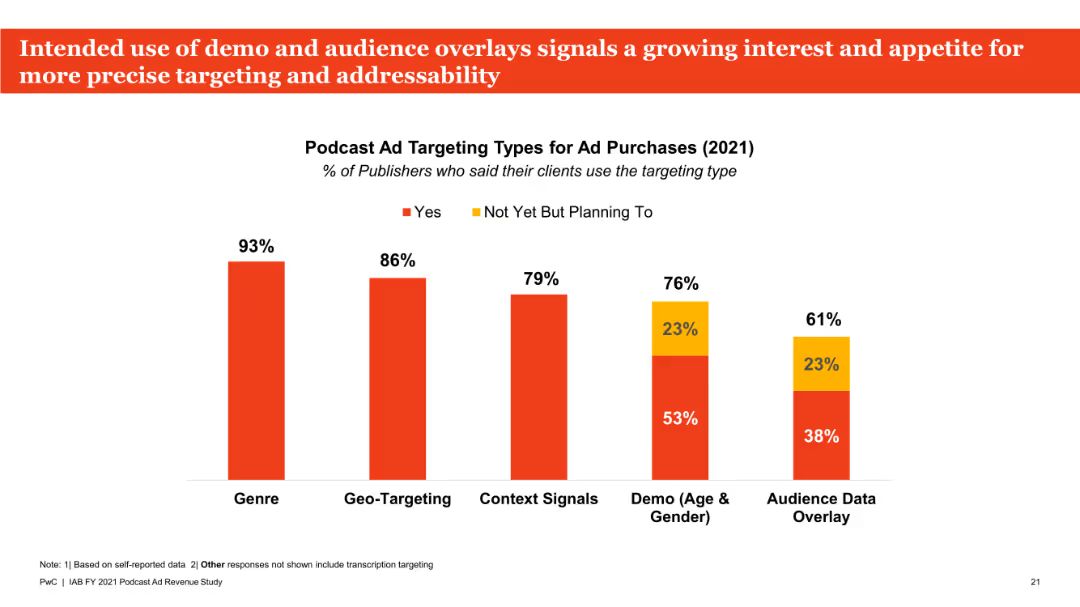 Intended use of demo and audience overlays signals a growing interest and appetite for
more precise targeting and addressability
Podcast Ad Targeting Types for Ad Purchases (2021)
% of Publishers who said their clients use the targeting type
Yes
Not Yet But Planning To
93%
86%
79%
76%
61%
23%
23%
53%
38%
Genre
Geo-Targeting
Context Signals
Demo (Age &
Gender)
Audience Data
Overlay
Note: 1| Based on self-reported data 2| Other responses not shown include transcription targeting
PwC | IAB FY 2021 Podcast Ad Revenue Study
21